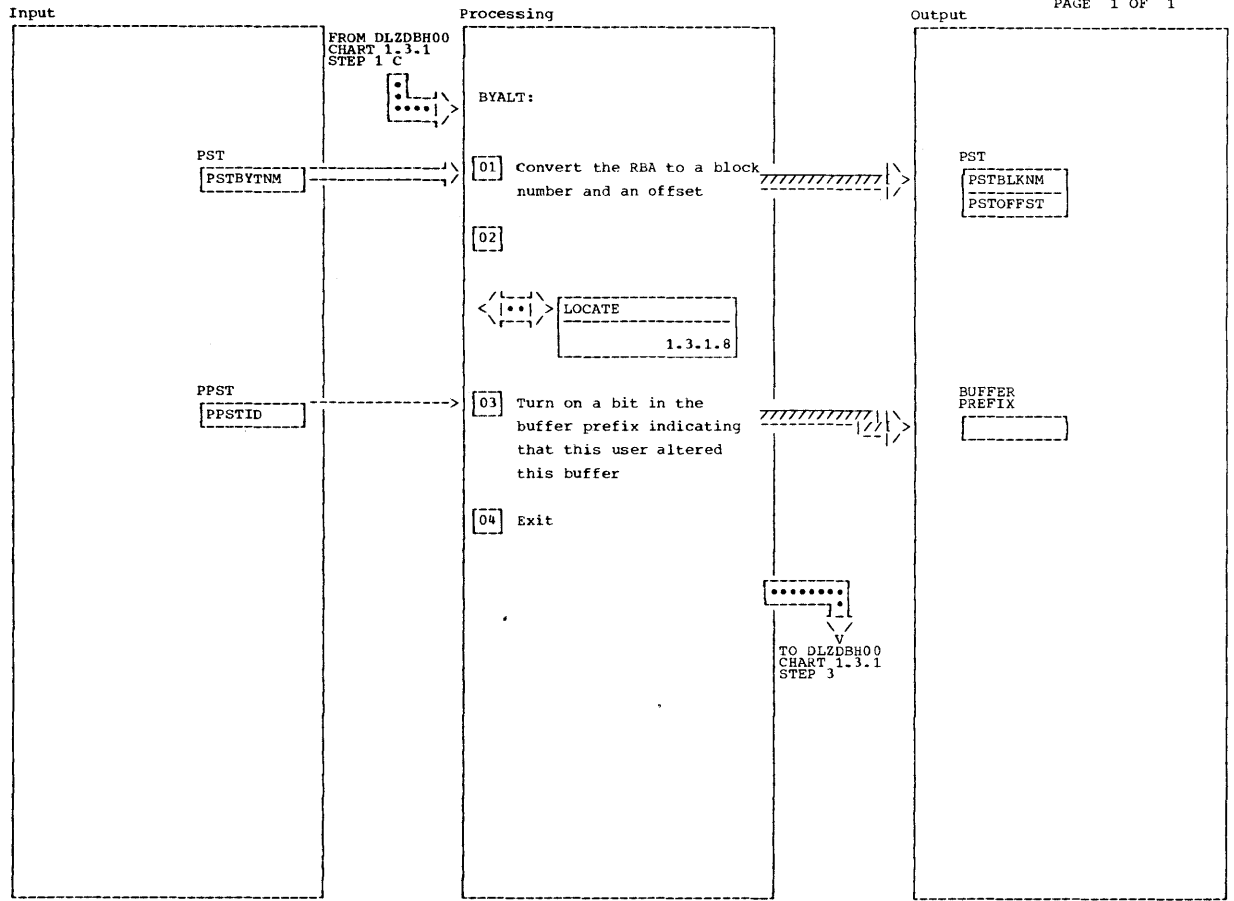 PAGE 1 OF 1
Input
Processing
Output
FROM DLZDBH00
CHART 1.3.1
STEP 1 C
BYALT:
PST
PSTBYTNM
01 Convert the RBA to a block
number and an offset
PST
PSTBLKNM
PSTOFFST
02
LOCATE
1.3.1.8
PPST
PPSTID
03 Turn on a bit in the
buffer prefix indicating
that this user altered
this buffer
BUFFER
PREFIX
04 Exit
TO DLZDBH00
CHART 1.3.1
STEP 3